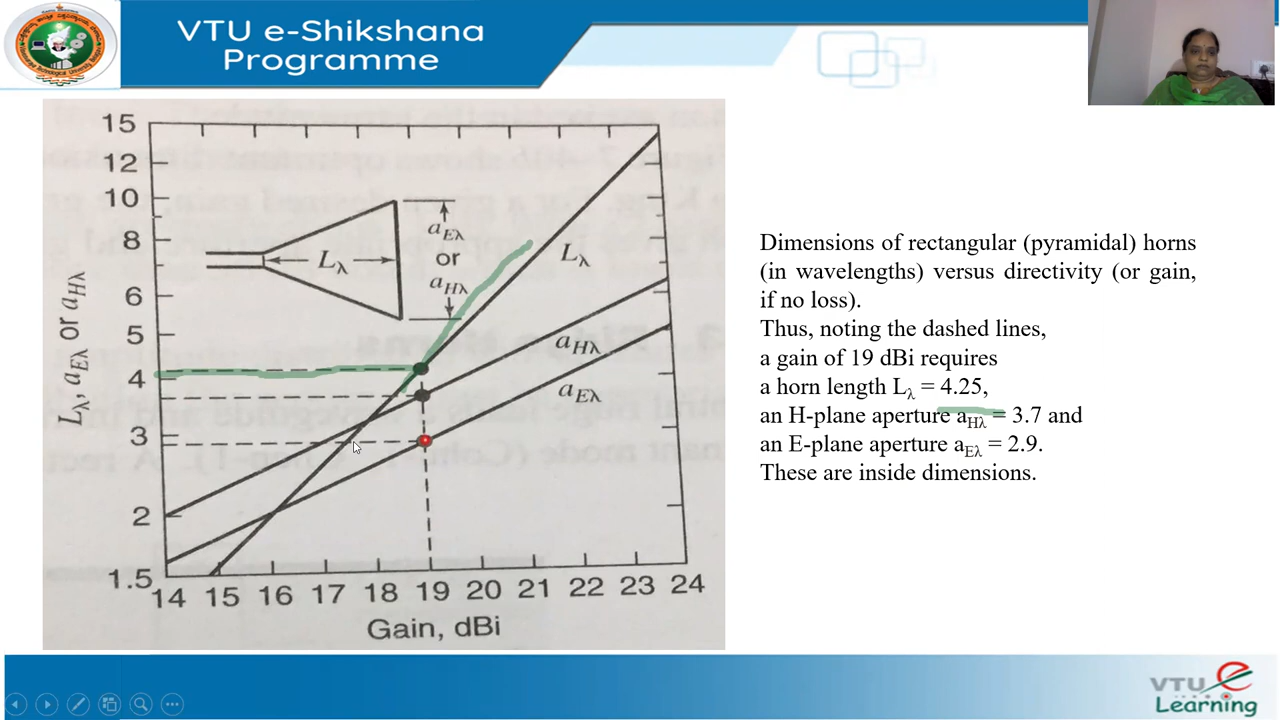 VTU e-Shikshana
Programme
15
12
10
8
6
5
4
3
2
1.5
Lλ, aEλ or aHλ
Lλ
aEλ
or
aHλ
Lλ
aHλ
aEλ
14 15 16 17 18 19 20 21 22 23 24
Gain, dBi
Dimensions of rectangular (pyramidal) horns
(in wavelengths) versus directivity (or gain,
if no loss).
Thus, noting the dashed lines,
a gain of 19 dBi requires
a horn length Lλ = 4.25,
an H-plane aperture aHλ = 3.7 and
an E-plane aperture aEλ = 2.9.
These are inside dimensions.
VTU e
Learning